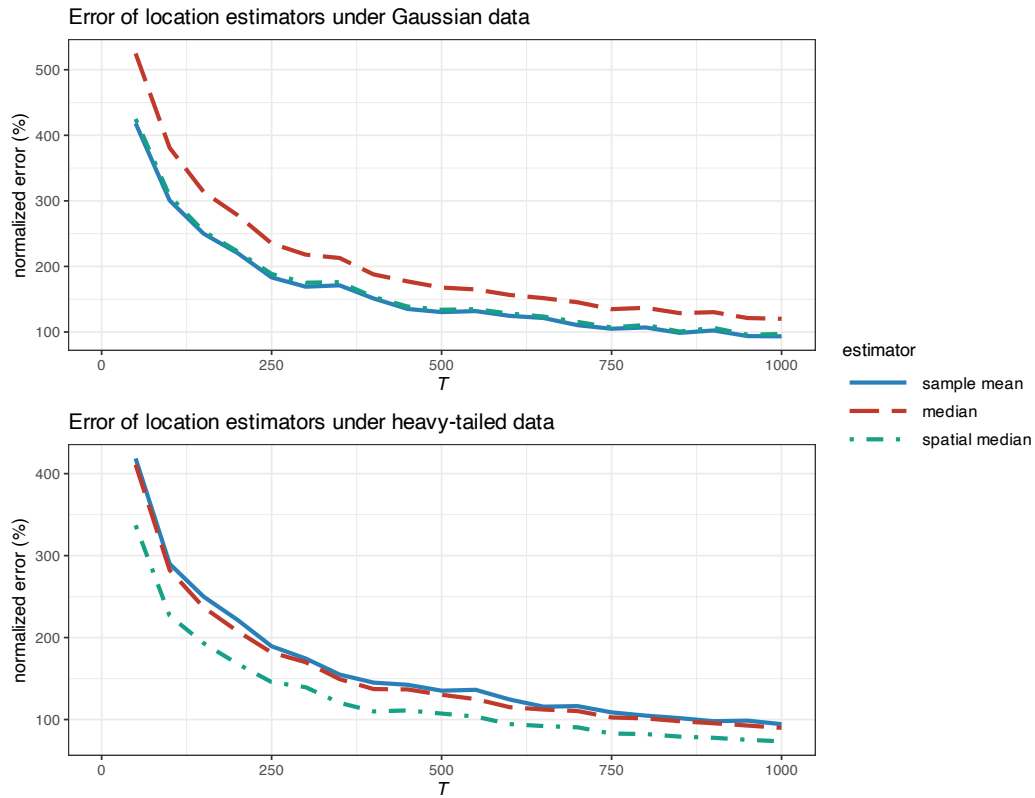 Error of location estimators under Gaussian data
normalized error (%)
500
400
300
200
100
0
250
500
750
1000
T
Error of location estimators under heavy-tailed data
normalized error (%)
400
300
200
100
0
250
500
750
1000
T
estimator
sample mean
median
spatial median